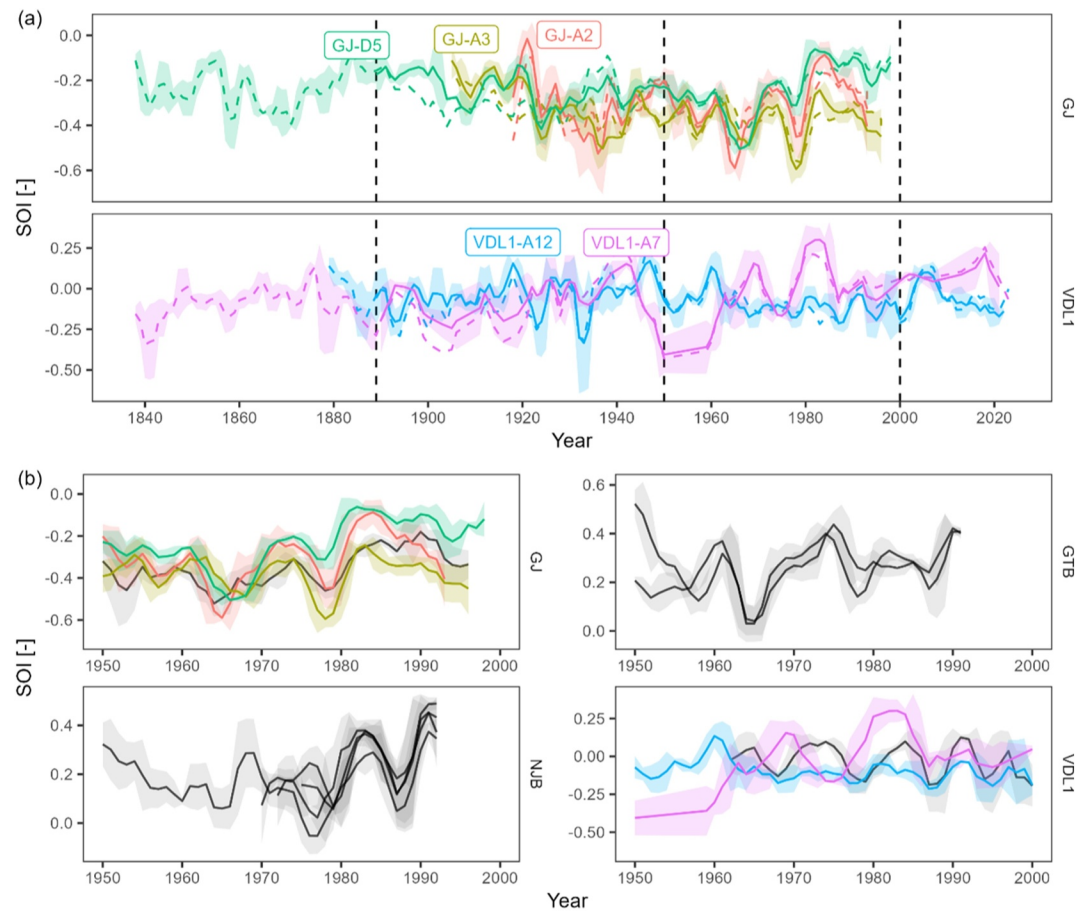 (a)
0.0
-0.2
-0.4
-0.6
GJ-D5
GJ-A3
GJ-A2
GJ
SOI [-]
0.25
0.00
-0.25
-0.50
VDL1-A12
VDL1-A7
VDL1
1840 1860 1880 1900 1920 1940 1960 1980 2000 2020
Year
(b)
0.0
-0.2
-0.4
-0.6
1950 1960 1970 1980 1990 2000
GJ
0.6
0.4
0.2
0.0
1950 1960 1970 1980 1990 2000
GTB
SOI [-]
0.4
0.2
0.0
1950 1960 1970 1980 1990 2000
NJB
0.25
0.00
-0.25
-0.50
1950 1960 1970 1980 1990 2000
VDL1
Year